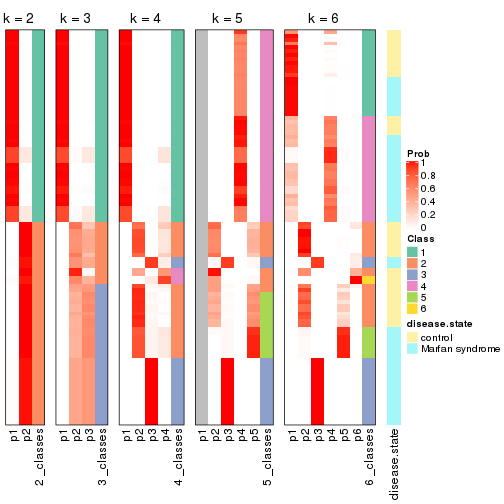 k = 2 k = 3 k = 4 k = 5 k = 6
Prob
1
0.8
0.6
0.4
0.2
0
Class
1
2
3
4
5
6
disease.state
control
Marfan syndrome
p1 p2 2_classes p1 p2 p3 3_classes p1 p2 p3 p4 4_classes p1 p2 p3 p4 p5 5_classes p1 p2 p3 p4 p5 p6 6_classes disease.state